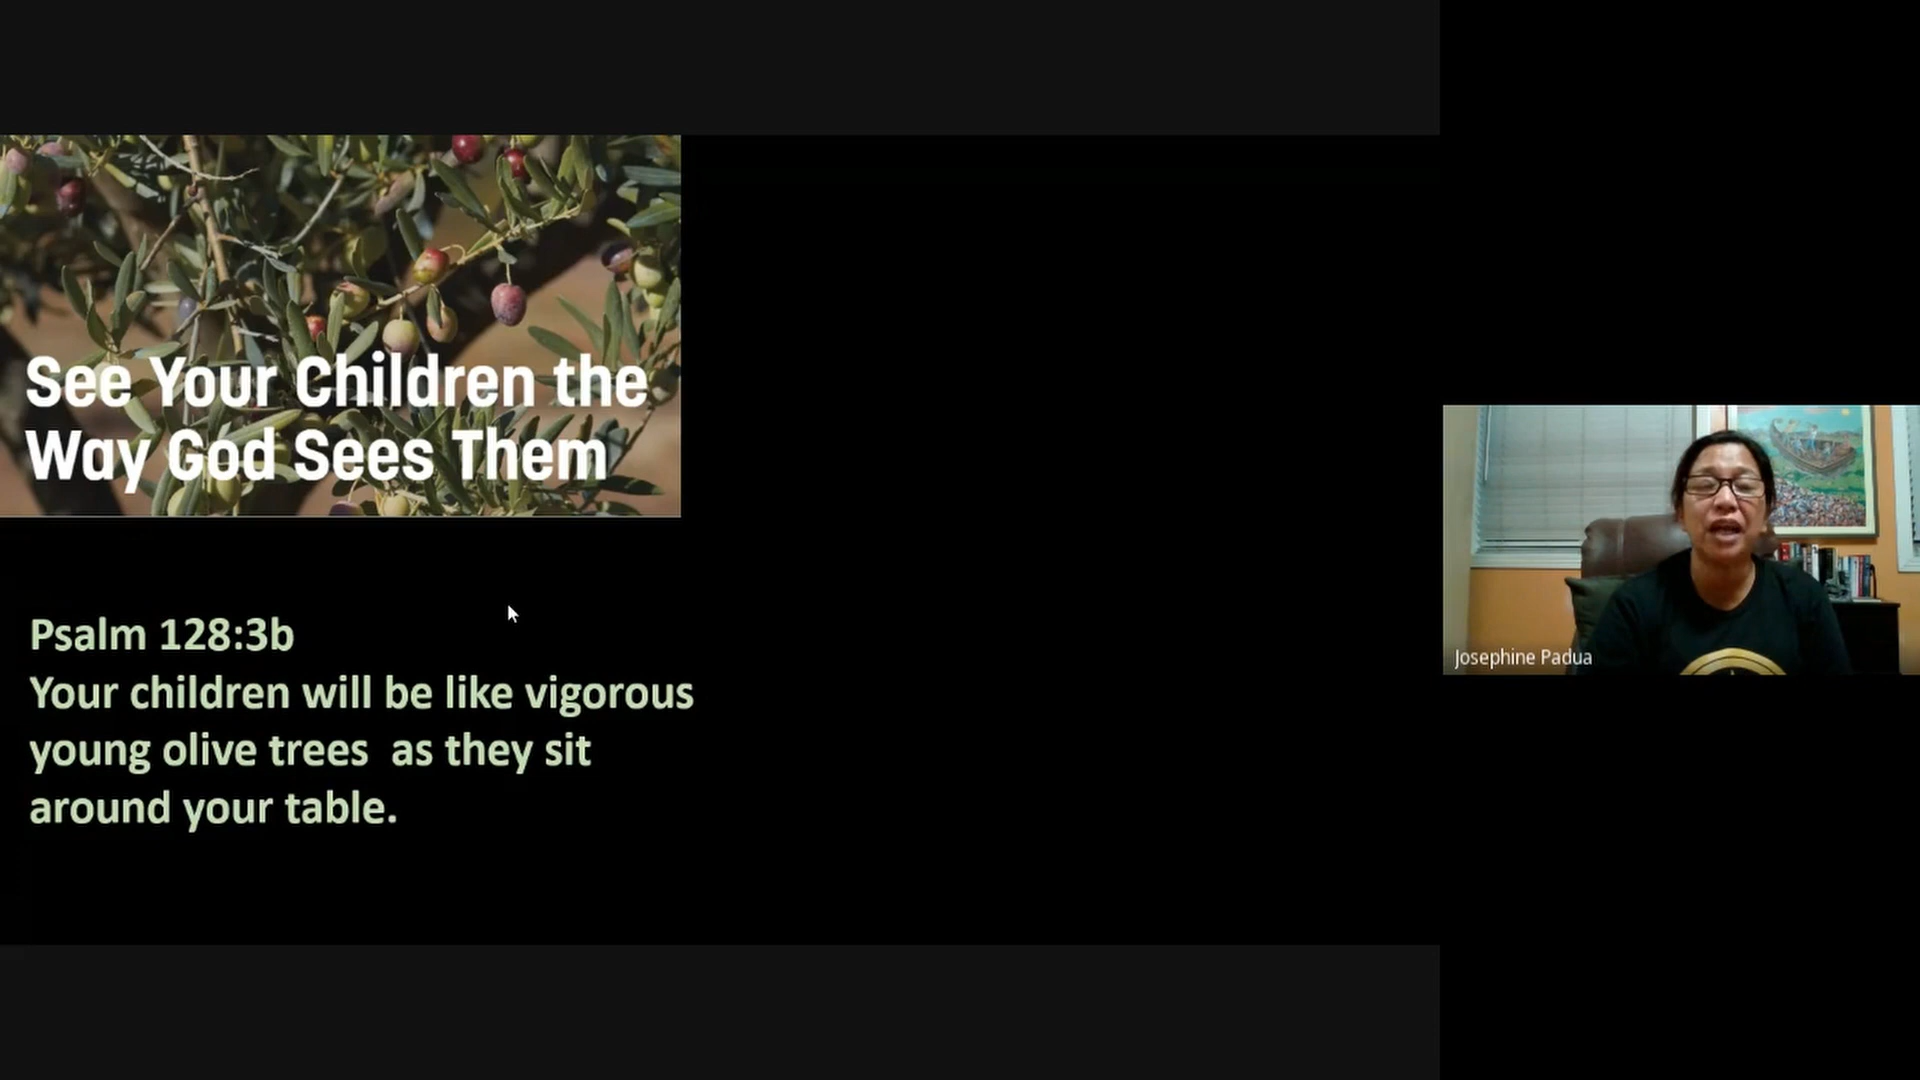 See Your Children the
Way God Sees Them
Psalm 128:3b
Your children will be like vigorous
young olive trees  as they sit
around your table.
Josephine Padua